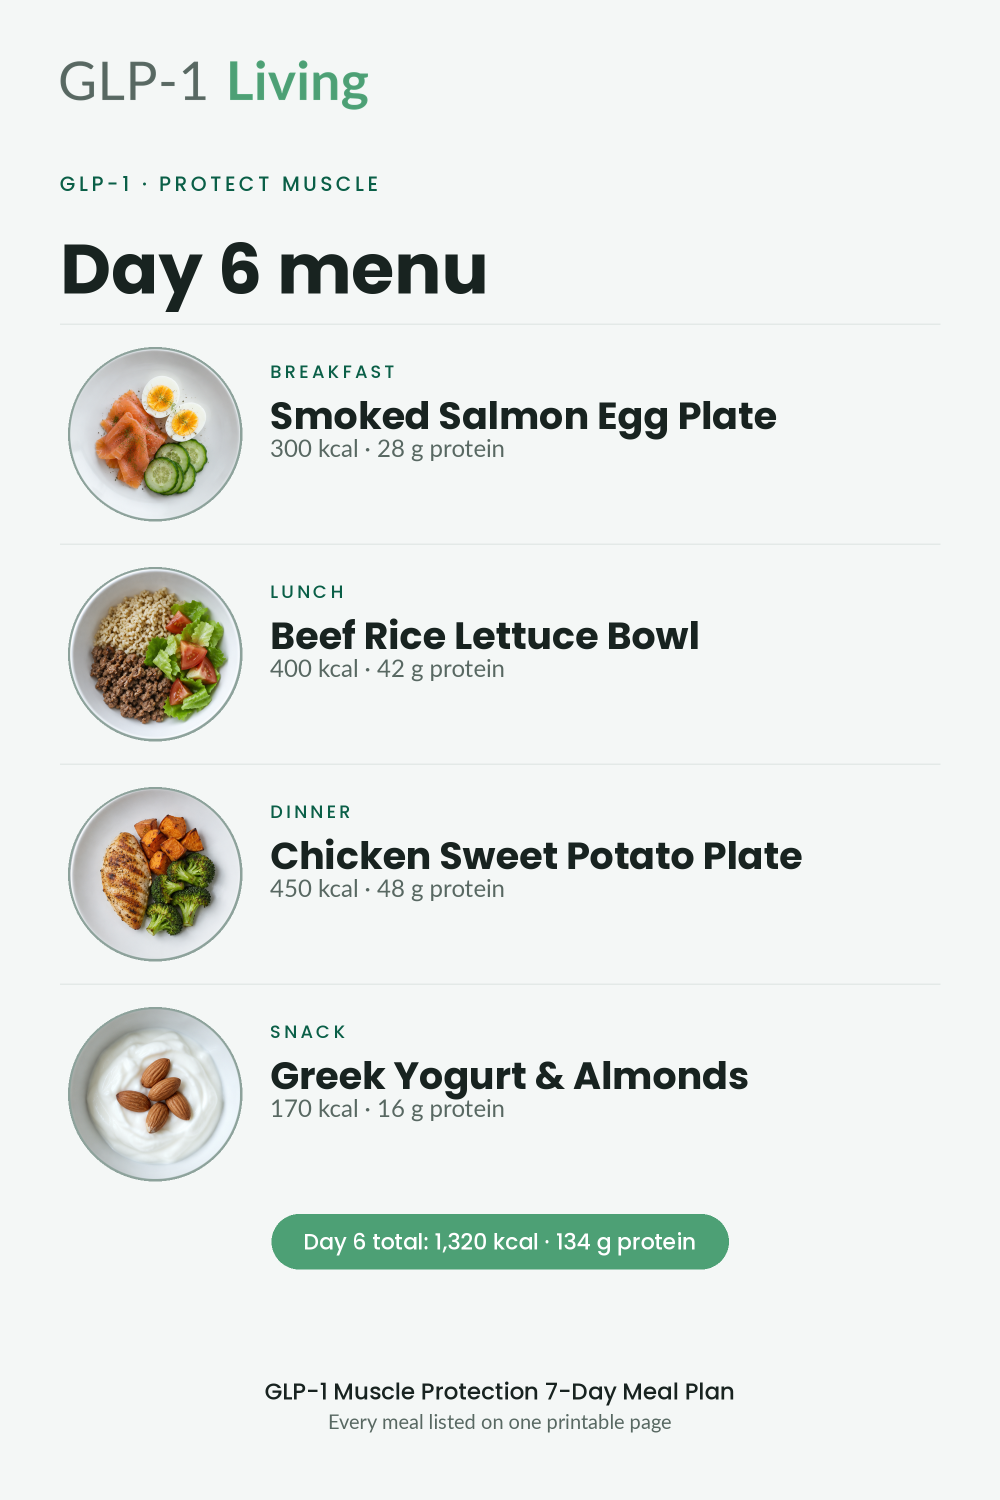 GLP-1 Living
GLP-1 · PROTECT MUSCLE
Day 6 menu
BREAKFAST
Smoked Salmon Egg Plate
300 kcal · 28 g protein
LUNCH
Beef Rice Lettuce Bowl
400 kcal · 42 g protein
DINNER
Chicken Sweet Potato Plate
450 kcal · 48 g protein
SNACK
Greek Yogurt & Almonds
170 kcal · 16 g protein
Day 6 total: 1,320 kcal · 134 g protein
GLP-1 Muscle Protection 7-Day Meal Plan
Every meal listed on one printable page